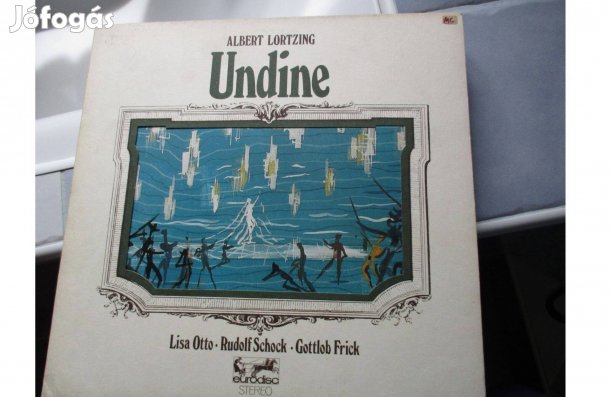 Jófogás
ALBERT LORTZING
Undine
Lisa Otto · Rudolf Schock · Gottlob Frick
eurodisc
STEREO